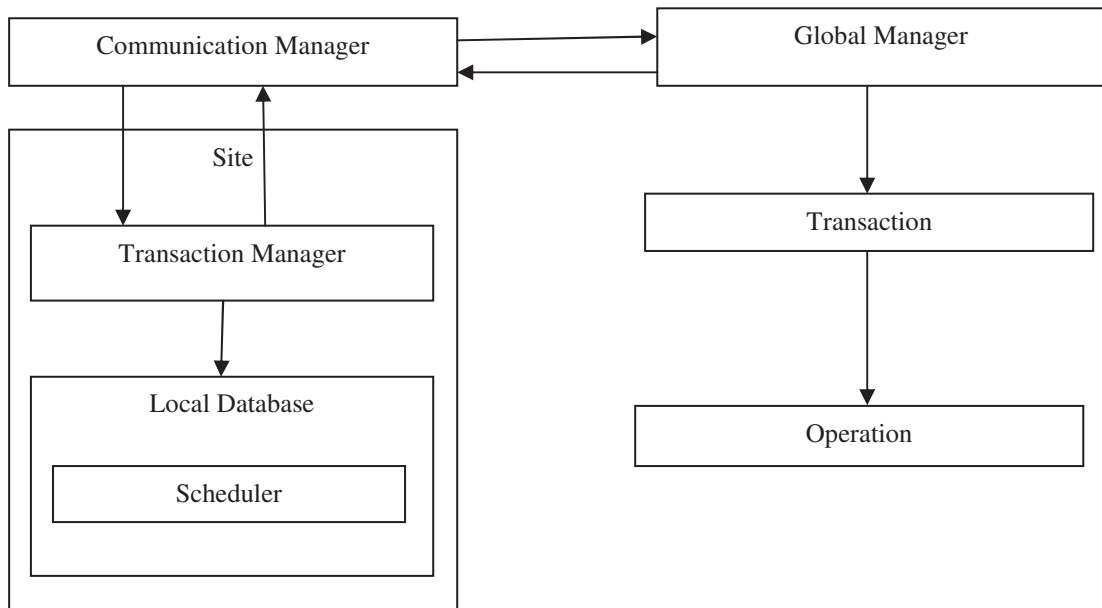 Communication Manager
Global Manager
Site
Transaction
Transaction Manager
Local Database
Operation
Scheduler